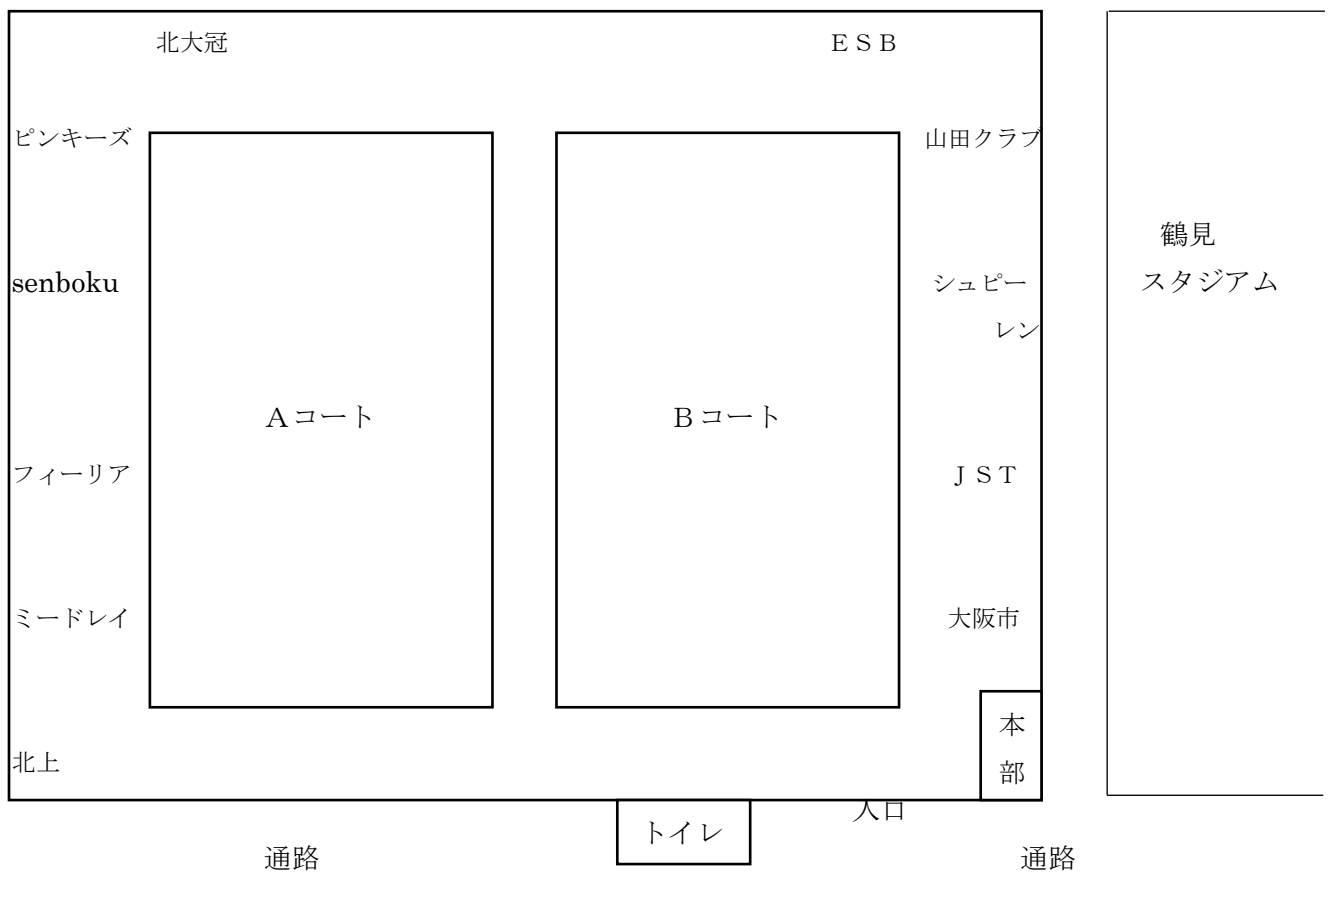 北大冠
ＥＳＢ
ピンキーズ
山田クラブ
鶴見
スタジアム
senboku
シュピー
レン
Ａコート
Ｂコート
フィーリア
ＪＳＴ
ミードレイ
大阪市
本
部
北上
入口
トイレ
通路
通路